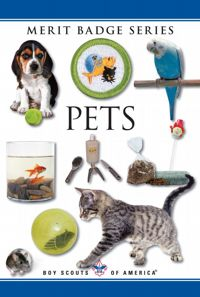 MERIT BADGE SERIES
PETS
BOY SCOUTS OF AMERICA®